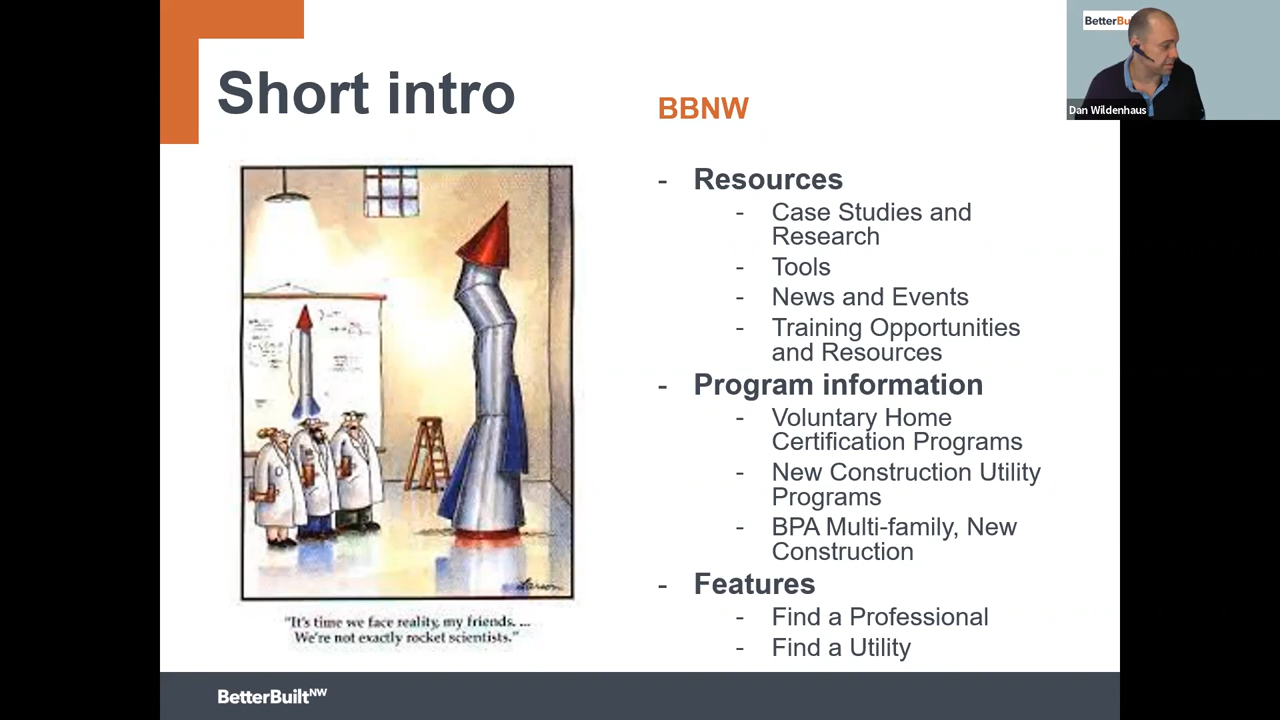 Short intro
BBNW
- Resources
- Case Studies and
Research
- Tools
- News and Events
- Training Opportunities
and Resources
- Program information
- Voluntary Home
Certification Programs
- New Construction Utility
Programs
- BPA Multi-family, New
Construction
- Features
- Find a Professional
- Find a Utility
Larson
"It's time we face reality, my friends. ...
We're not exactly rocket scientists."
BetterBuiltNW
BetterBu
Dan Wildenhaus